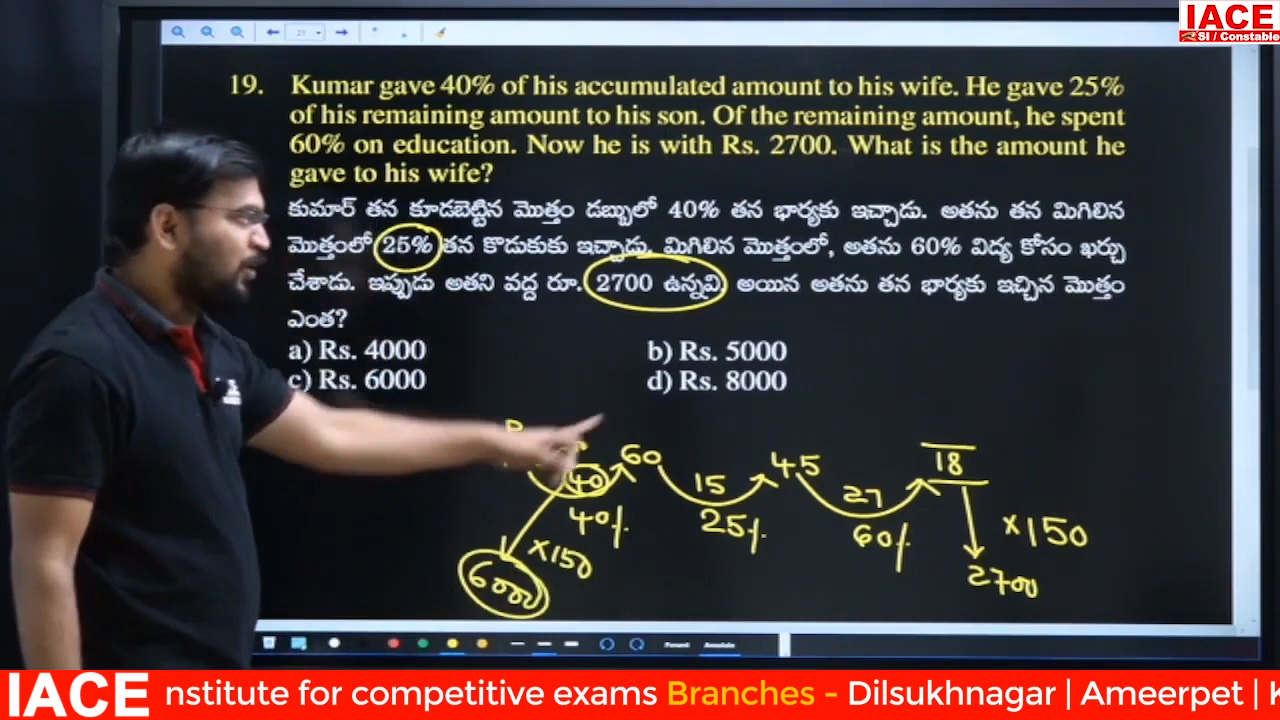 IACE
SI / Constable
21
19. Kumar gave 40% of his accumulated amount to his wife. He gave 25%
of his remaining amount to his son. Of the remaining amount, he spent
60% on education. Now he is with Rs. 2700. What is the amount he
gave to his wife?
కుమార్ తన కూడబెట్టిన మొత్తం డబ్బులో 40% తన భార్యకు ఇచ్చాడు. అతను తన మిగిలిన
మొత్తంలో 25% తన కొడుకుకు ఇచ్చాడు. మిగిలిన మొత్తంలో, అతను 60% విద్య కోసం ఖర్చు
చేశాడు. ఇప్పుడు అతని వద్ద రూ. 2700 ఉన్నవి. అయిన అతను తన భార్యకు ఇచ్చిన మొత్తం
ఎంత?
a) Rs. 4000 b) Rs. 5000
c) Rs. 6000 d) Rs. 8000
40 60 15 45 27 18
40% 25% 60% ×150
×150
6000 2700
IACE nstitute for competitive exams Branches - Dilsukhnagar | Ameerpet | K